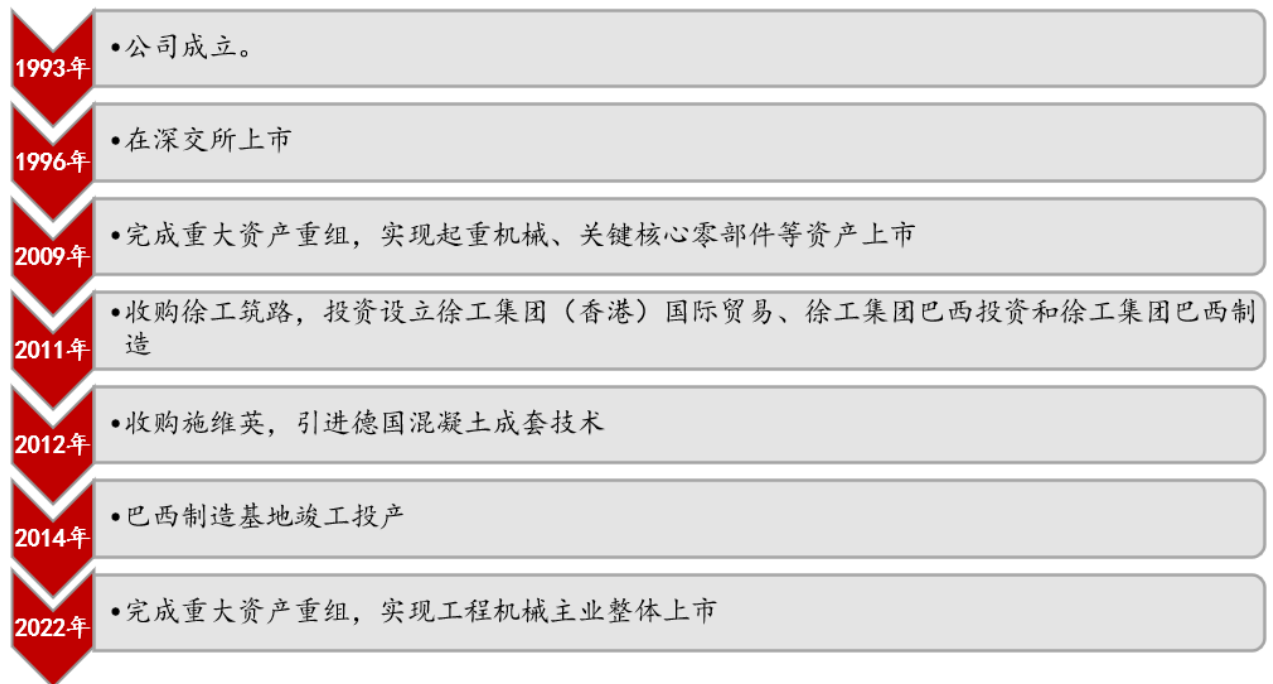 1993年
•公司成立。
1996年
•在深交所上市
2009年
•完成重大资产重组，实现起重机械、关键核心零部件等资产上市
2011年
•收购徐工筑路，投资设立徐工集团（香港）国际贸易、徐工集团巴西投资和徐工集团巴西制
造
2012年
•收购施维英，引进德国混凝土成套技术
2014年
•巴西制造基地竣工投产
2022年
•完成重大资产重组，实现工程机械主业整体上市